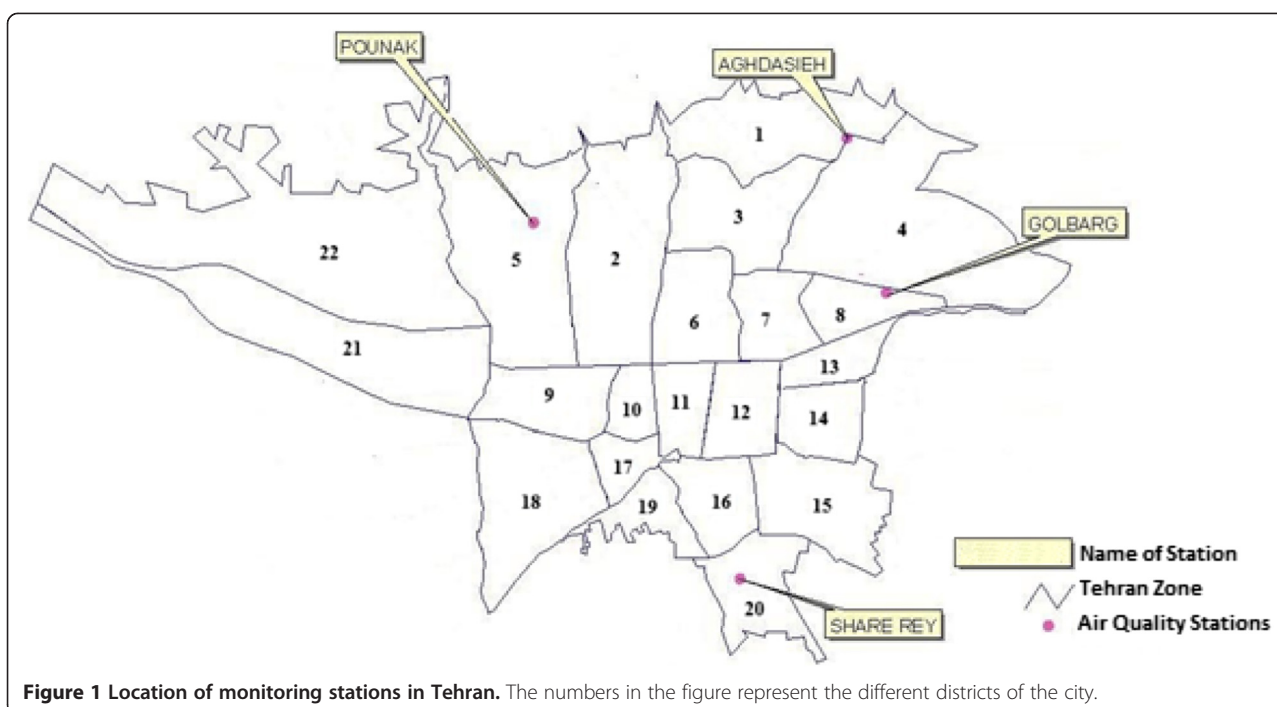 POUNAK
AGHDASIEH
1
3
4
GOLBARG
22
5
2
6
7
8
21
13
9
10
11
12
14
17
18
19
16
15
20
SHARE REY
Name of Station
Tehran Zone
Air Quality Stations
Figure 1 Location of monitoring stations in Tehran. The numbers in the figure represent the different districts of the city.